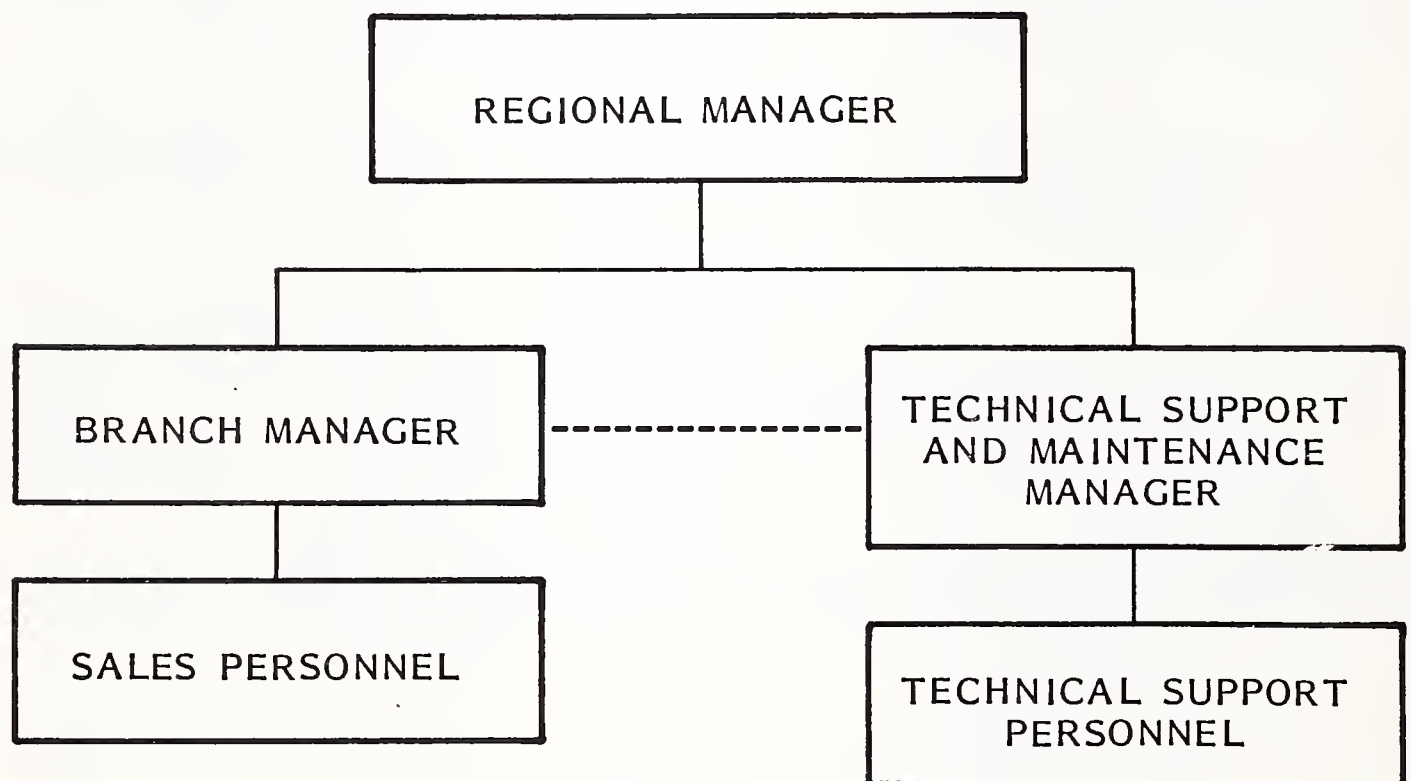 REGIONAL MANAGER
BRANCH MANAGER
TECHNICAL SUPPORT
AND MAINTENANCE
MANAGER
SALES PERSONNEL
TECHNICAL SUPPORT
PERSONNEL